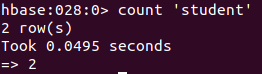 hbase:028:0> count 'student'
2 row(s)
Took 0.0495 seconds
=> 2